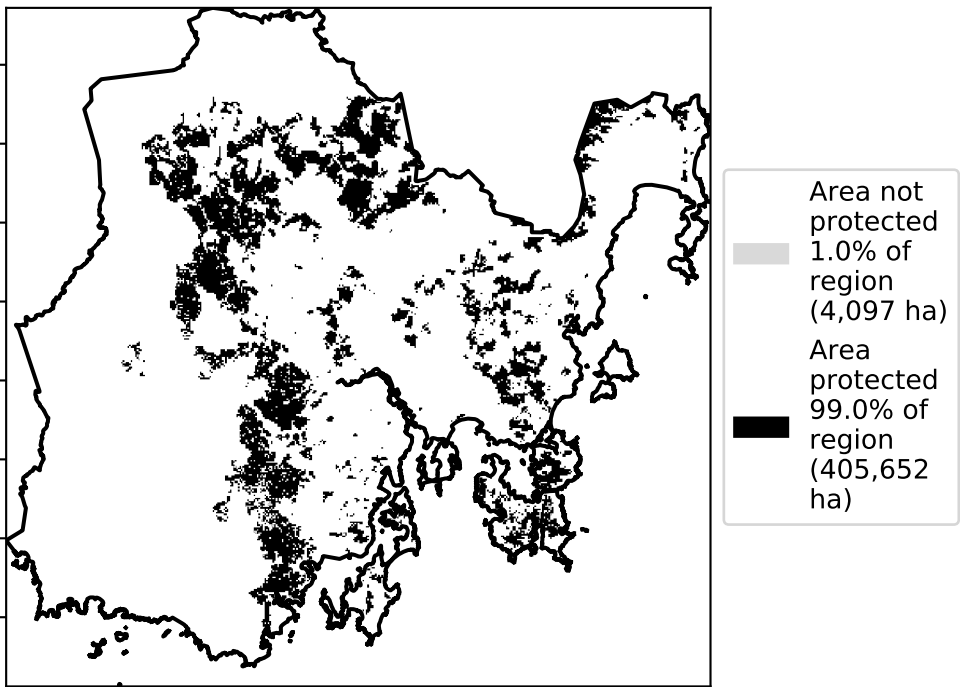 Area not
protected
1.0% of
region
(4,097 ha)
Area
protected
99.0% of
region
(405,652
ha)